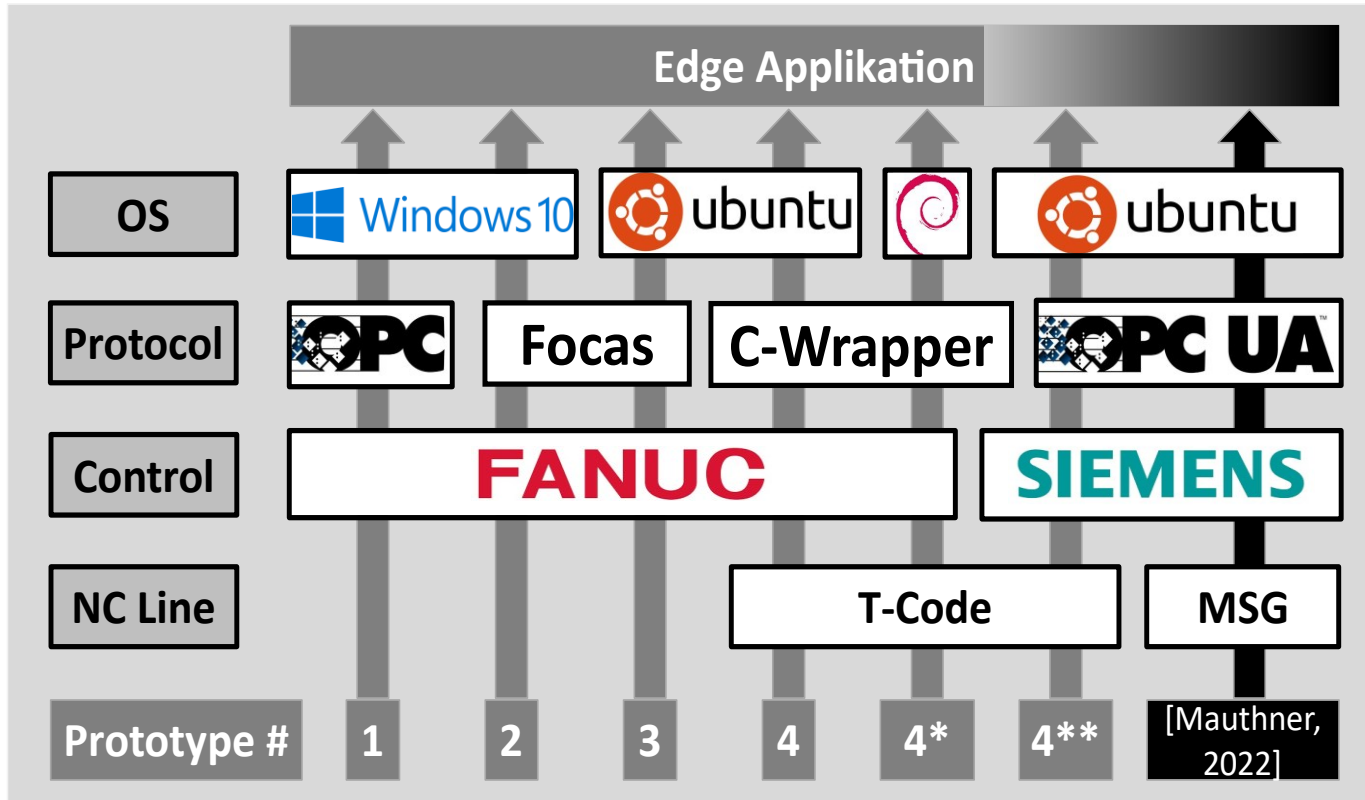 Edge Applikation
OS
Windows 10
ubuntu
ubuntu
Protocol
OPC
Focas
C-Wrapper
OPC UA™
Control
FANUC
SIEMENS
NC Line
T-Code
MSG
Prototype #
1
2
3
4
4*
4**
[Mauthner,
2022]